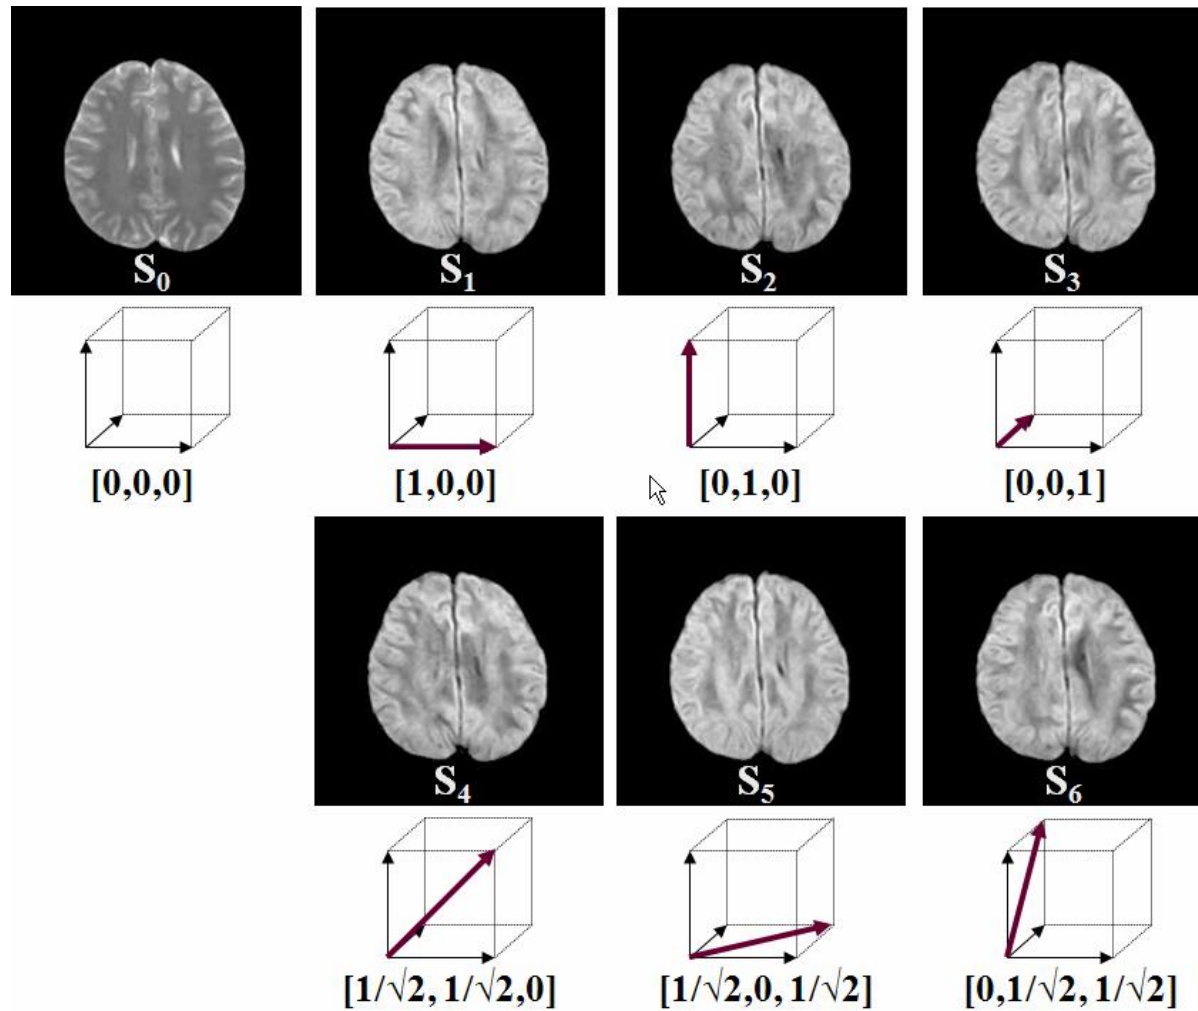 S₀ S₁ S₂ S₃
[0,0,0] [1,0,0] [0,1,0] [0,0,1]
S₄ S₅ S₆
[1/√2, 1/√2,0] [1/√2,0, 1/√2] [0,1/√2, 1/√2]